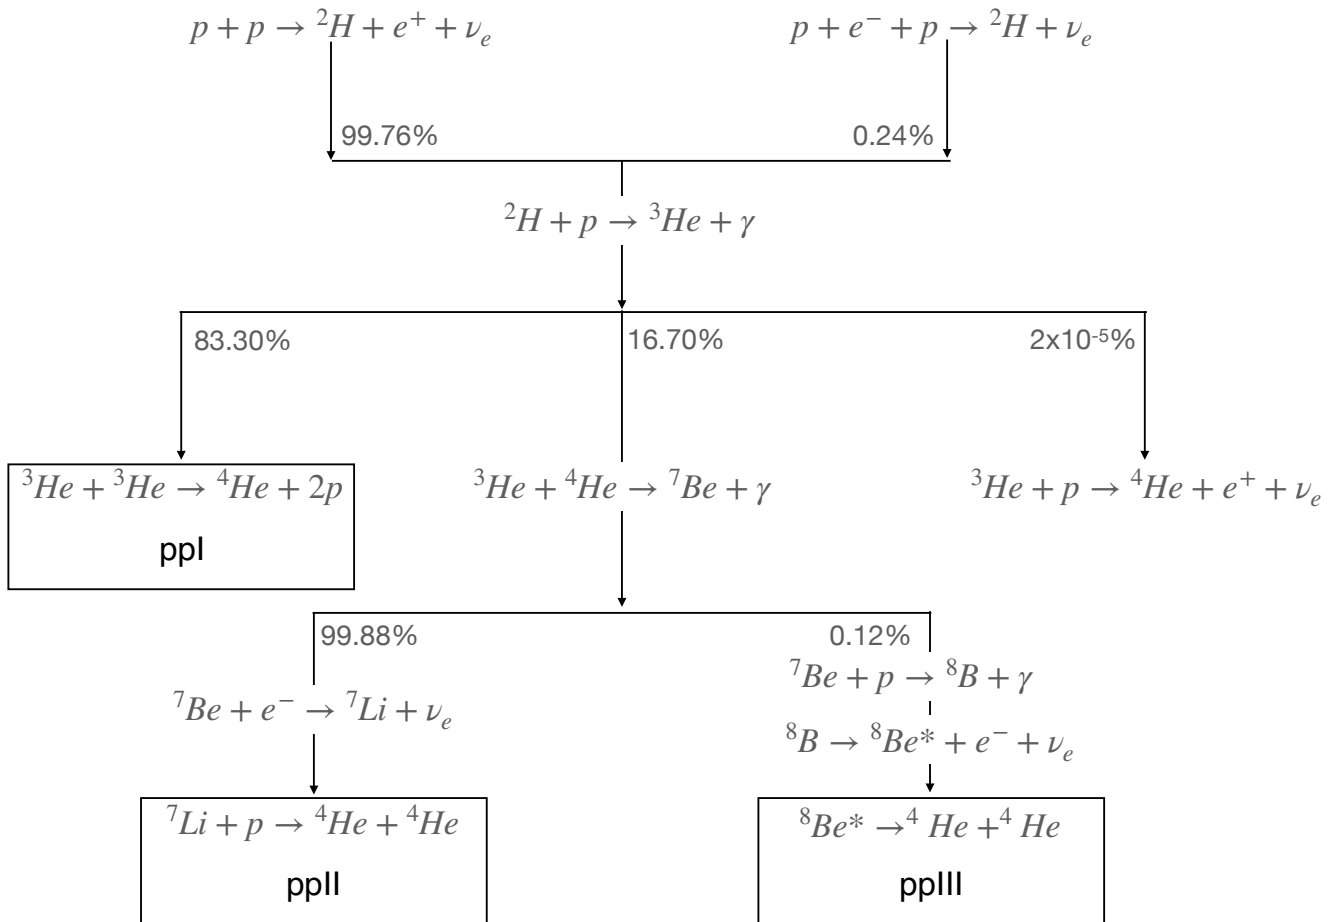 p + p → ²H + e⁺ + νₑ
p + e⁻ + p → ²H + νₑ
99.76%
0.24%
²H + p → ³He + γ
83.30%
16.70%
2x10⁻⁵%
³He + ³He → ⁴He + 2p
ppI
³He + ⁴He → ⁷Be + γ
³He + p → ⁴He + e⁺ + νₑ
99.88%
0.12%
⁷Be + e⁻ → ⁷Li + νₑ
⁷Be + p → ⁸B + γ
⁸B → ⁸Be* + e⁻ + νₑ
⁷Li + p → ⁴He + ⁴He
ppII
⁸Be* → ⁴He + ⁴He
ppIII